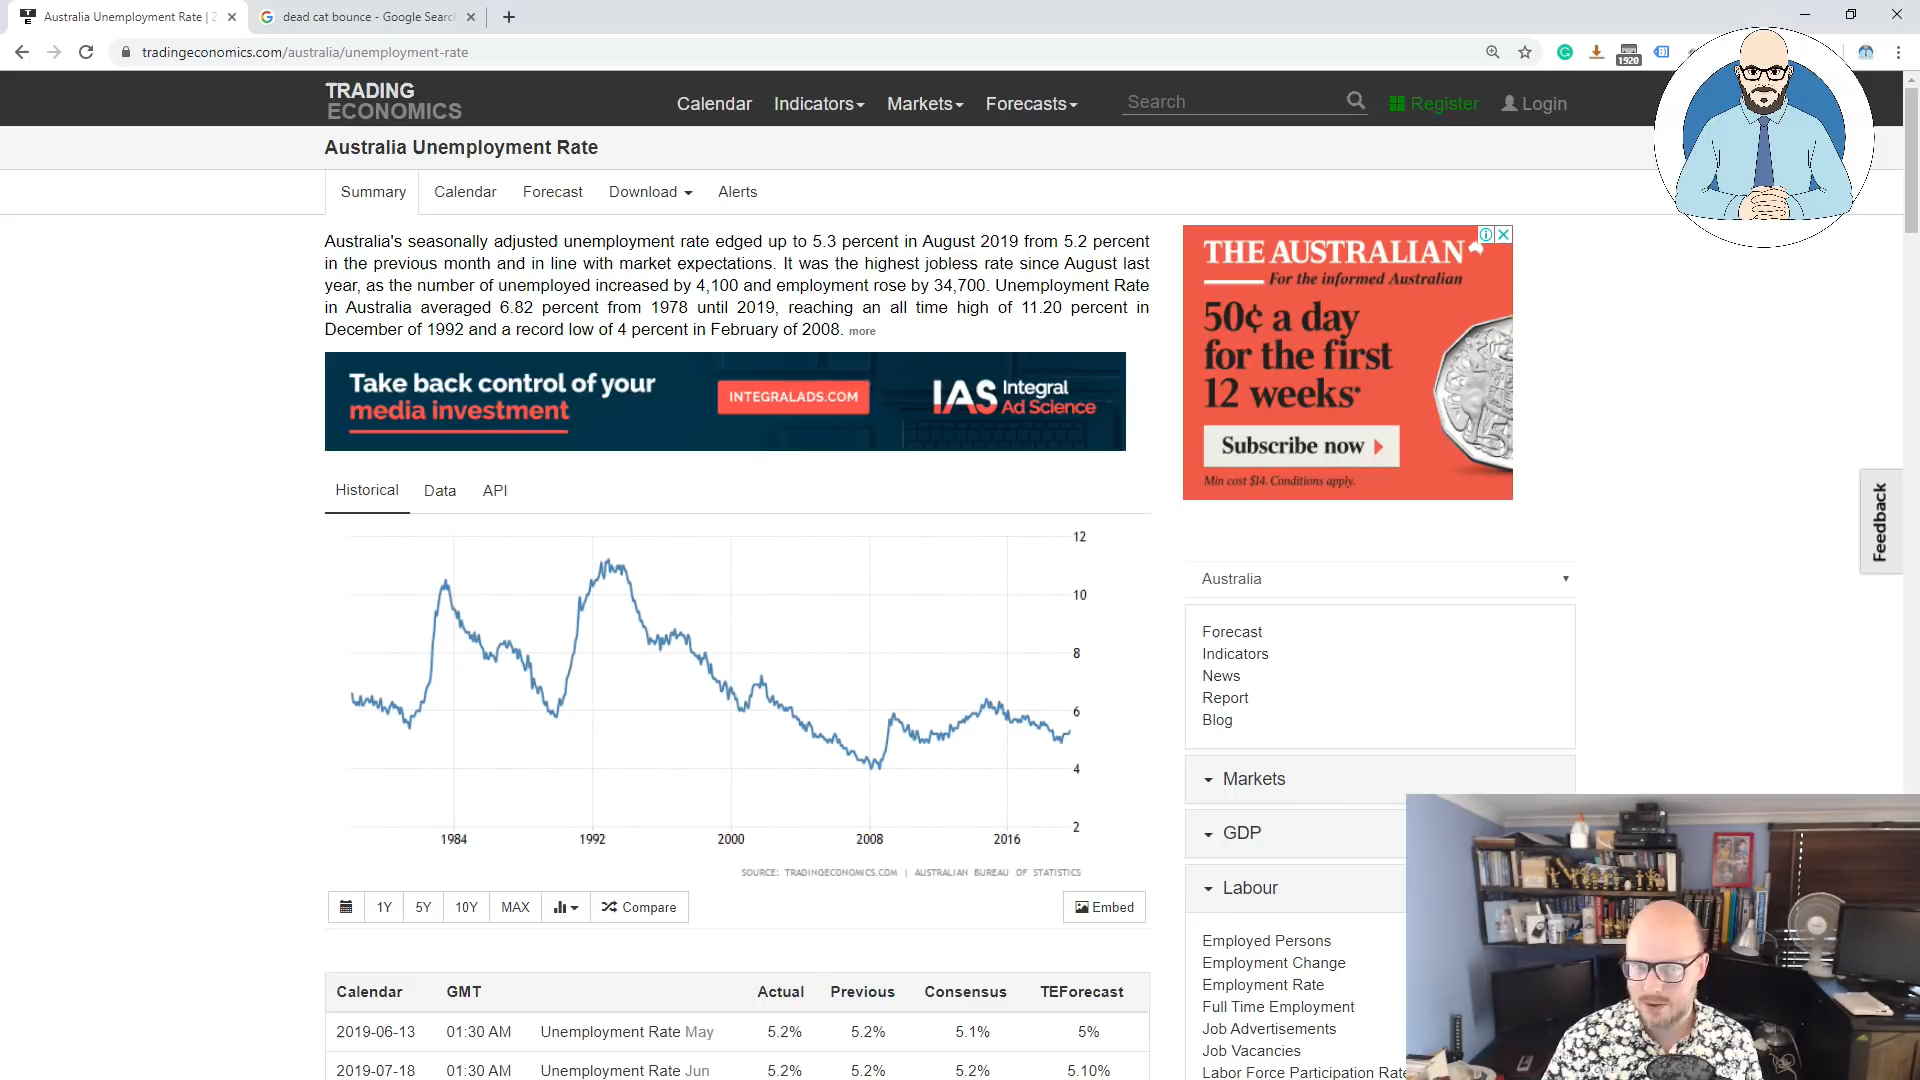 Australia Unemployment Rate | 2
dead cat bounce - Google Search
tradingeconomics.com/australia/unemployment-rate
1920
TRADING
ECONOMICS
Calendar
Indicators
Markets
Forecasts
Search
Register
Login
Australia Unemployment Rate
Summary
Calendar
Forecast
Download
Alerts
Australia's seasonally adjusted unemployment rate edged up to 5.3 percent in August 2019 from 5.2 percent
in the previous month and in line with market expectations. It was the highest jobless rate since August last
year, as the number of unemployed increased by 4,100 and employment rose by 34,700. Unemployment Rate
in Australia averaged 6.82 percent from 1978 until 2019, reaching an all time high of 11.20 percent in
December of 1992 and a record low of 4 percent in February of 2008. more
THE AUSTRALIAN
For the informed Australian
50¢ a day
for the first
12 weeks*
Subscribe now
Min cost $14. Conditions apply.
Take back control of your
media investment
INTEGRALADS.COM
IAS Integral
Ad Science
Historical
Data
API
12
10
8
6
4
2
1984
1992
2000
2008
2016
SOURCE: TRADINGECONOMICS.COM | AUSTRALIAN BUREAU OF STATISTICS
1Y
5Y
10Y
MAX
Compare
Embed
Feedback
Australia
Forecast
Indicators
News
Report
Blog
Markets
GDP
Labour
Employed Persons
Employment Change
Employment Rate
Full Time Employment
Job Advertisements
Job Vacancies
Labor Force Participation Rate
Calendar GMT Actual Previous Consensus TEForecast
2019-06-13 01:30 AM Unemployment Rate May 5.2% 5.2% 5.1% 5%
2019-07-18 01:30 AM Unemployment Rate Jun 5.2% 5.2% 5.2% 5.10%